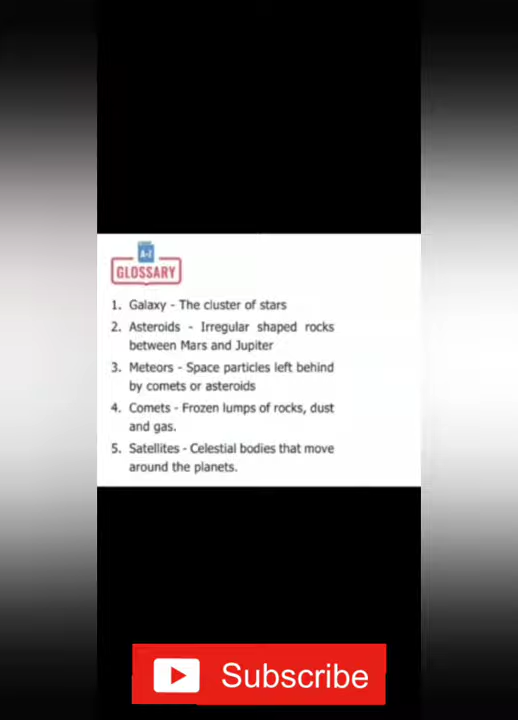 A-Z
GLOSSARY
1. Galaxy - The cluster of stars
2. Asteroids - Irregular shaped rocks
between Mars and Jupiter
3. Meteors - Space particles left behind
by comets or asteroids
4. Comets - Frozen lumps of rocks, dust
and gas.
5. Satellites - Celestial bodies that move
around the planets.
Subscribe